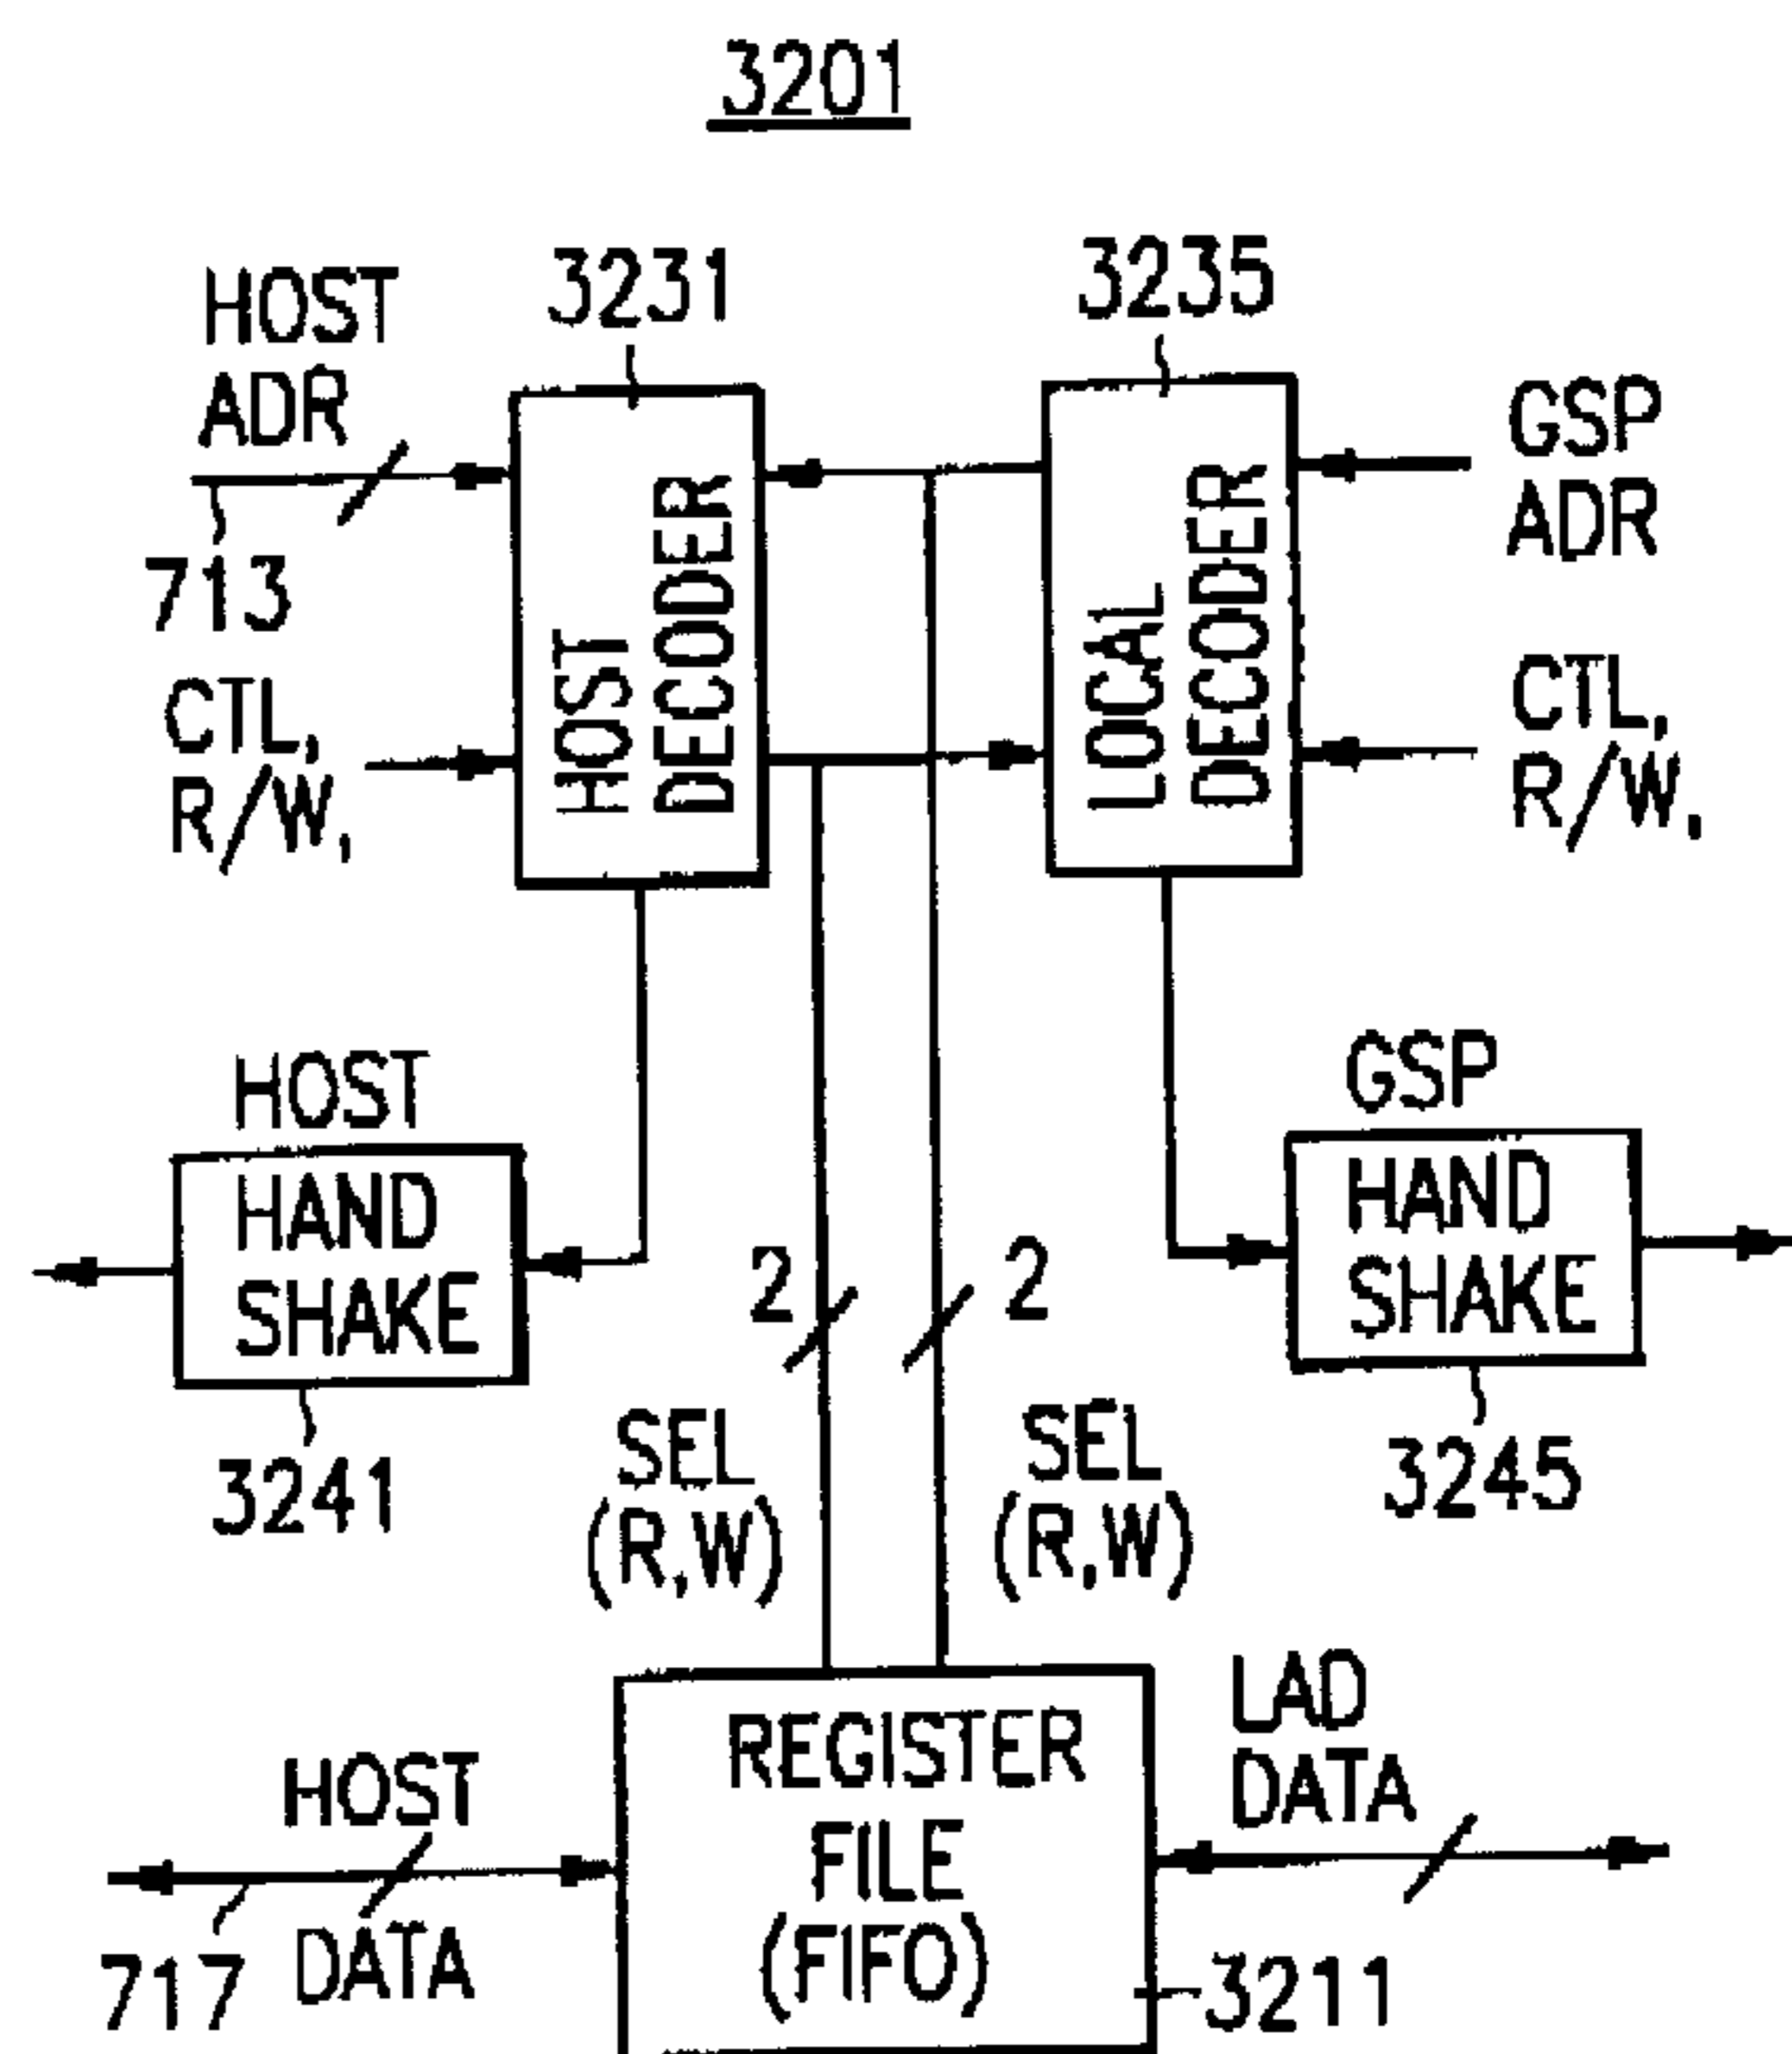 3201
3231
3235
HOST
ADR
713
CTL,
R/W,
HOST
DECODER
LOCAL
DECODER
GSP
ADR
CTL,
R/W,
HOST
HAND
SHAKE
3241
2
2
SEL
(R,W)
SEL
(R,W)
GSP
HAND
SHAKE
3245
HOST
DATA
717
REGISTER
FILE
(FIFO)
LAD
DATA
3211